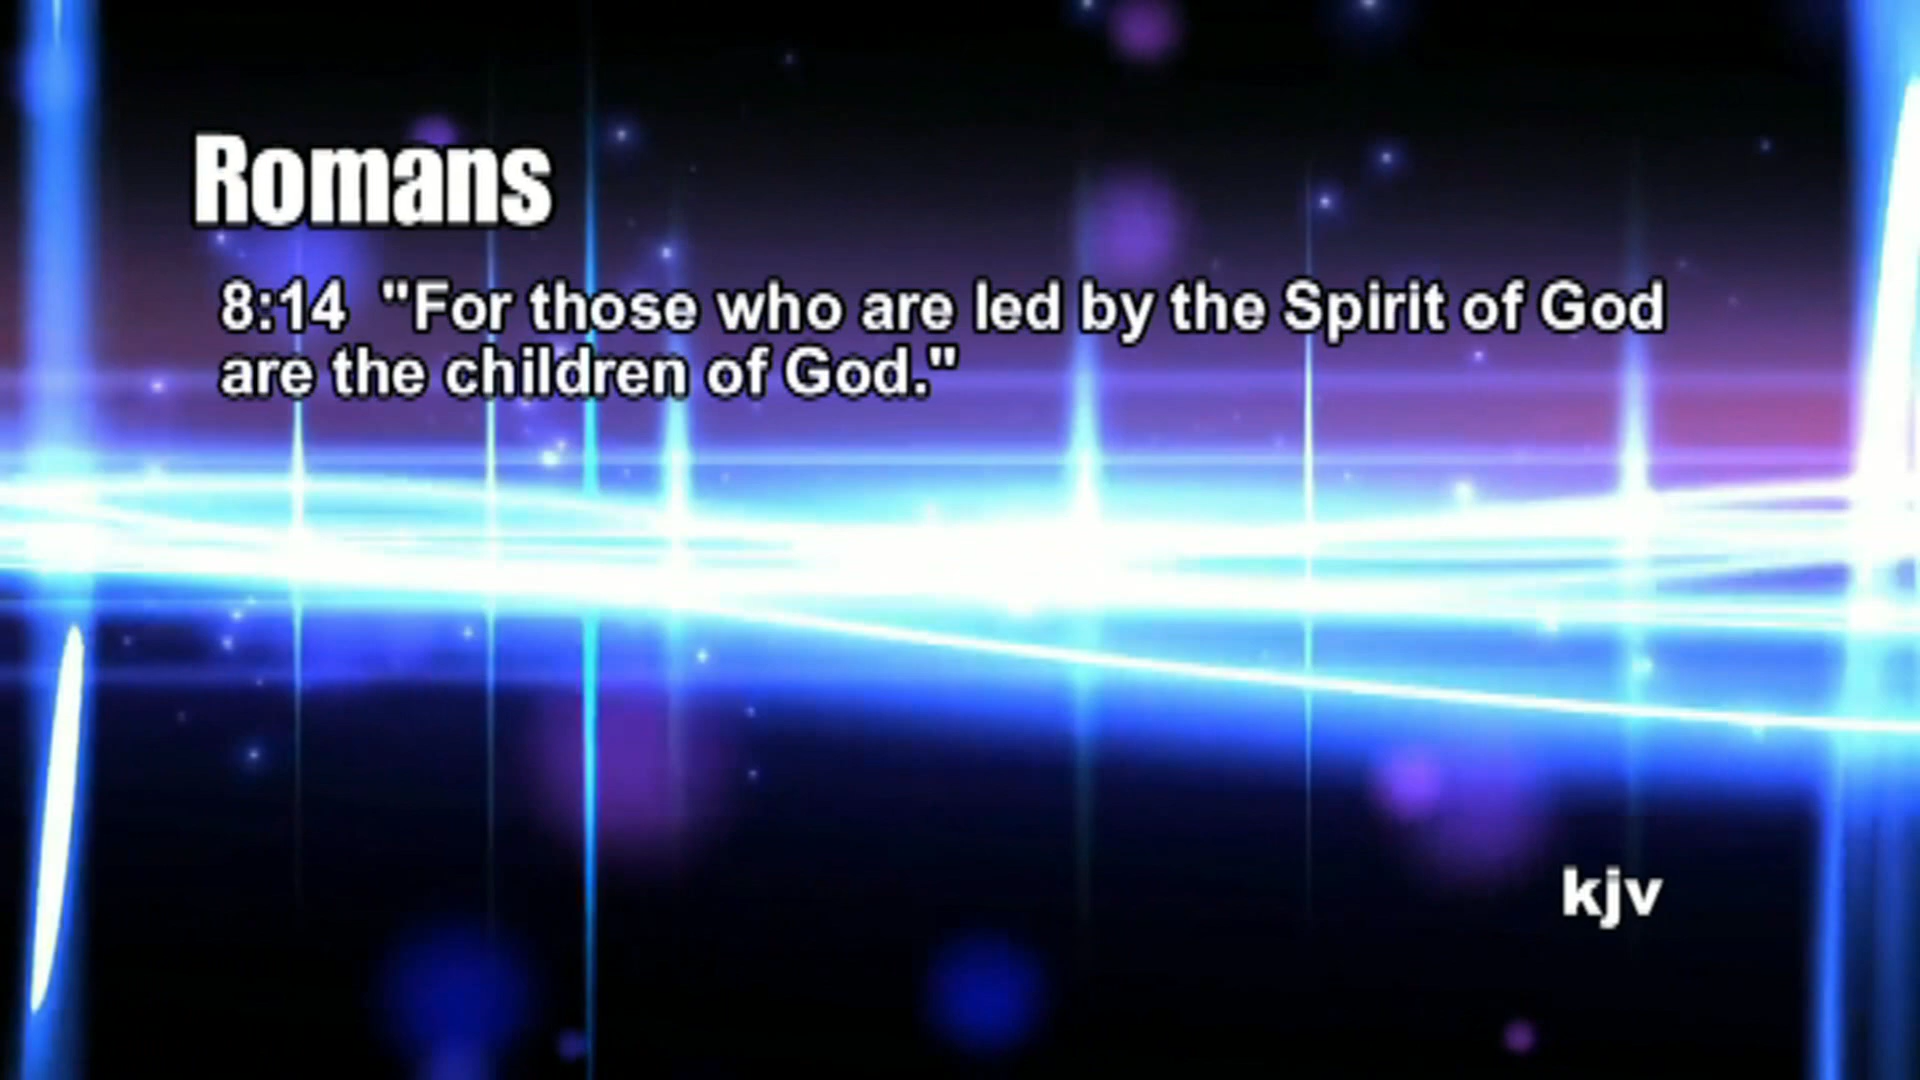 Romans
8:14 "For those who are led by the Spirit of God
are the children of God."
kjv